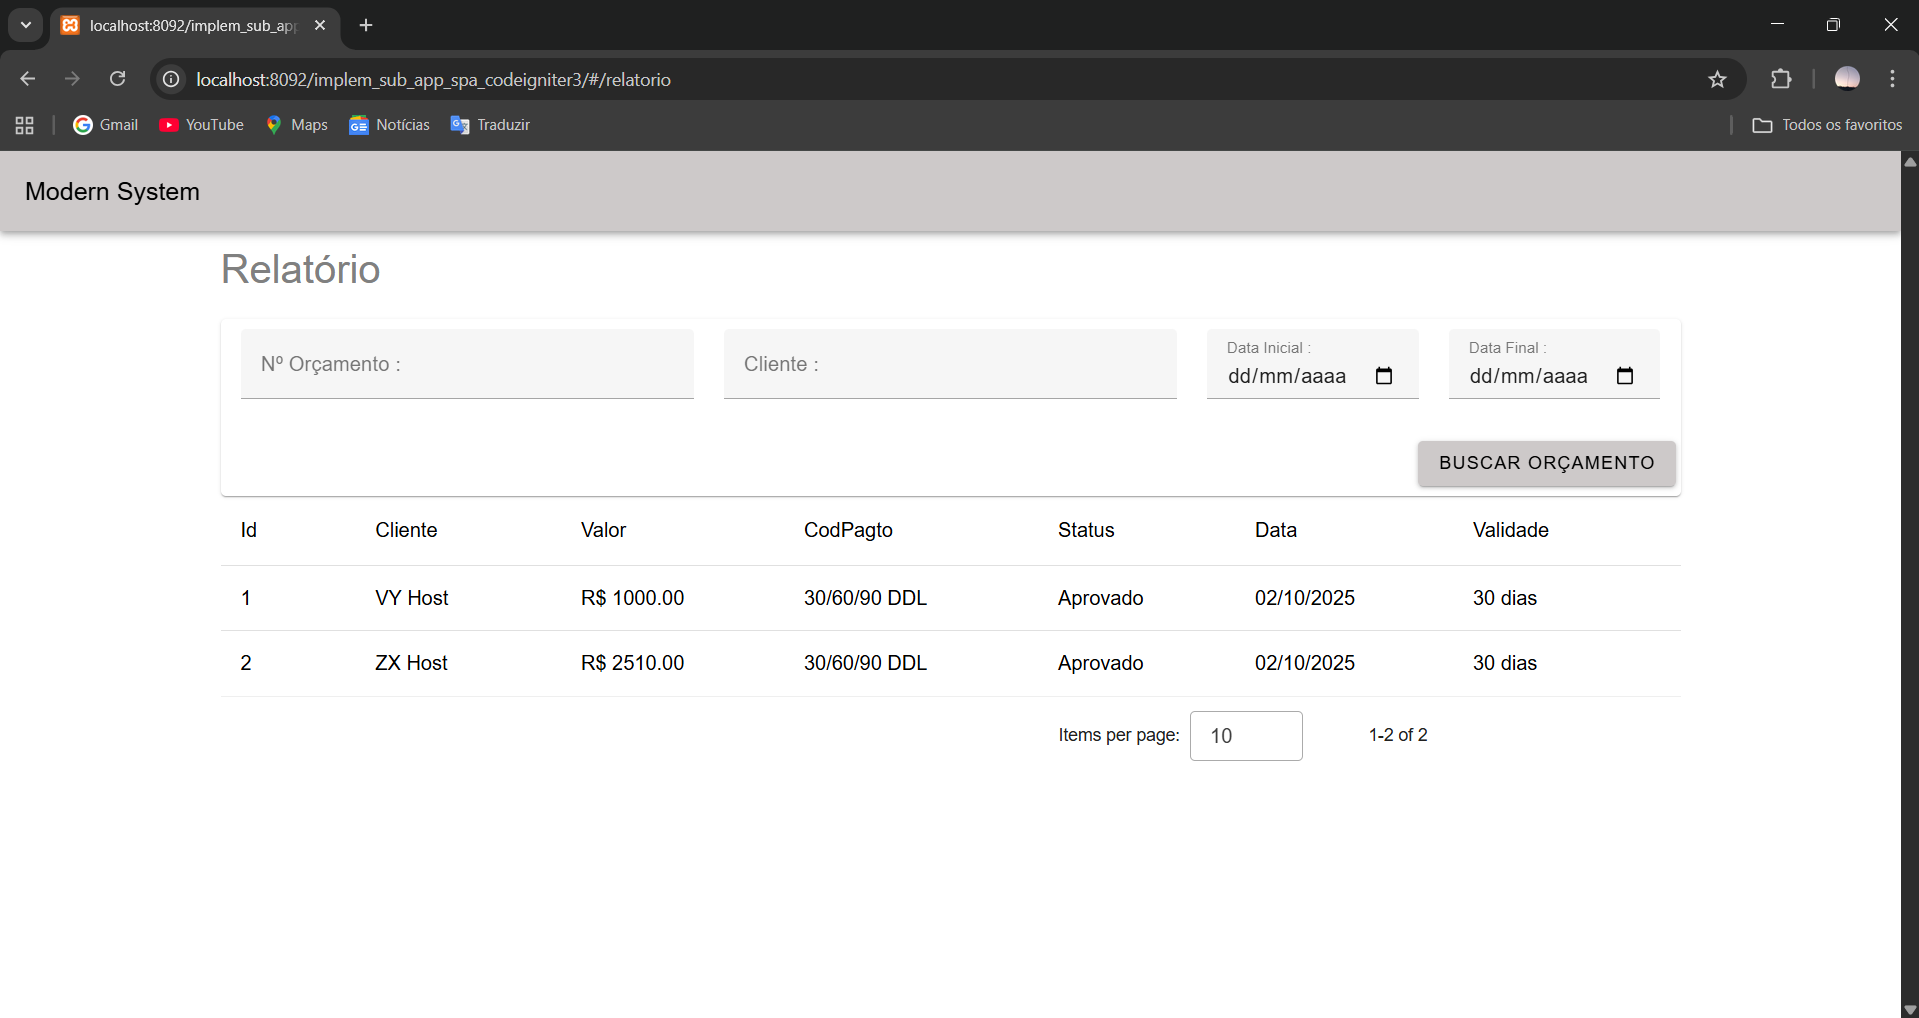 localhost:8092/implem_sub_app
localhost:8092/implem_sub_app_spa_codeigniter3/#/relatorio
Gmail YouTube Maps Notícias Traduzir Todos os favoritos
Modern System
Relatório
Nº Orçamento : Cliente : Data Inicial : Data Final :
dd/mm/aaaa dd/mm/aaaa
BUSCAR ORÇAMENTO
Id Cliente Valor CodPagto Status Data Validade
1 VY Host R$ 1000.00 30/60/90 DDL Aprovado 02/10/2025 30 dias
2 ZX Host R$ 2510.00 30/60/90 DDL Aprovado 02/10/2025 30 dias
Items per page: 10 1-2 of 2